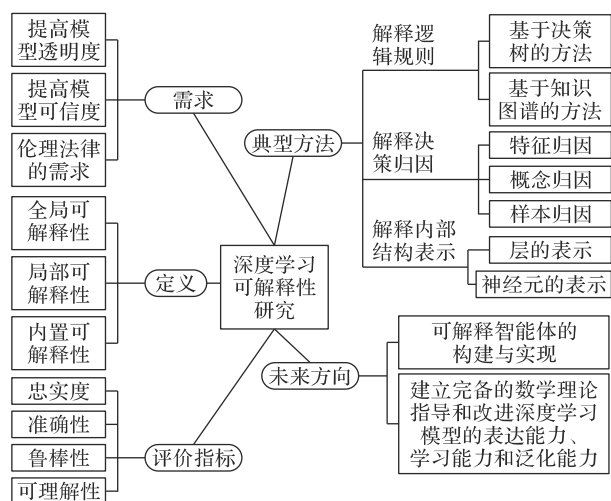 提高模
型透明度
提高模
型可信度
伦理法律
的需求
需求
全局可
解释性
局部可
解释性
内置可
解释性
定义
忠实度
准确性
鲁棒性
可理解性
评价指标
深度学习
可解释性
研究
典型方法
解释逻
辑规则
基于决策
树的方法
基于知识
图谱的方法
解释决
策归因
特征归因
概念归因
样本归因
解释内部
结构表示
层的表示
神经元的表示
未来方向
可解释智能体的
构建与实现
建立完备的数学理论
指导和改进深度学习
模型的表达能力、
学习能力和泛化能力